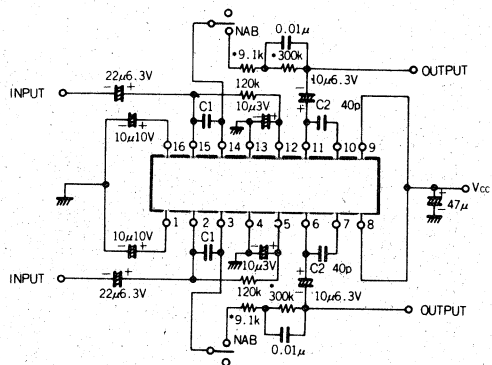 NAB
0.01μ
9.1k
300k
22μ6.3V
10μ6.3V
OUTPUT
INPUT
120k
C1
10μ3V
C2
40p
10μ10V
16
15
14
13
12
11
10
9
Vcc
47μ
1
2
3
4
5
6
7
8
10μ10V
C1
10μ3V
C2
40p
INPUT
22μ6.3V
120k
300k
10μ6.3V
OUTPUT
9.1k
NAB
0.01μ